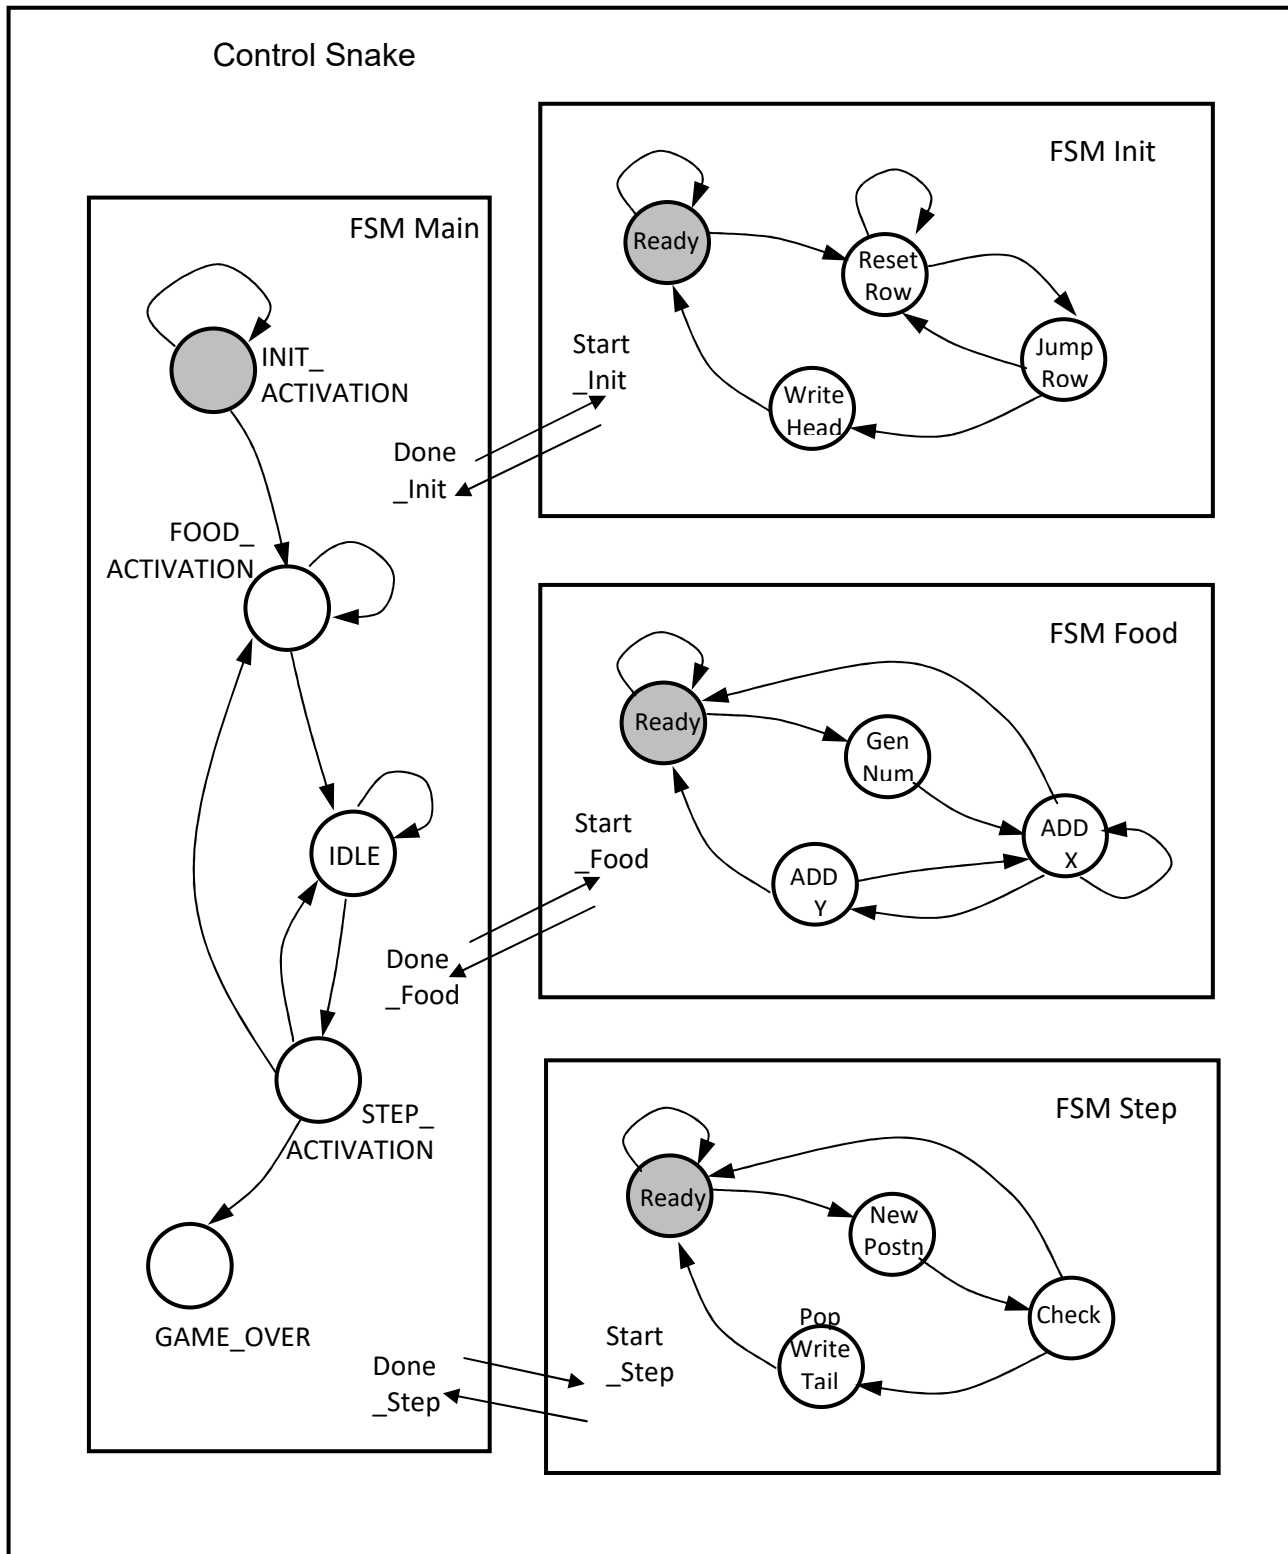 Control Snake
FSM Main
INIT_
ACTIVATION
FOOD_
ACTIVATION
IDLE
STEP_
ACTIVATION
GAME_OVER
FSM Init
Ready
Reset
Row
Jump
Row
Write
Head
Start
_Init
Done
_Init
FSM Food
Ready
Gen
Num
ADD
X
ADD
Y
Start
_Food
Done
_Food
FSM Step
Ready
New
Postn
Check
Pop
Write
Tail
Start
_Step
Done
_Step